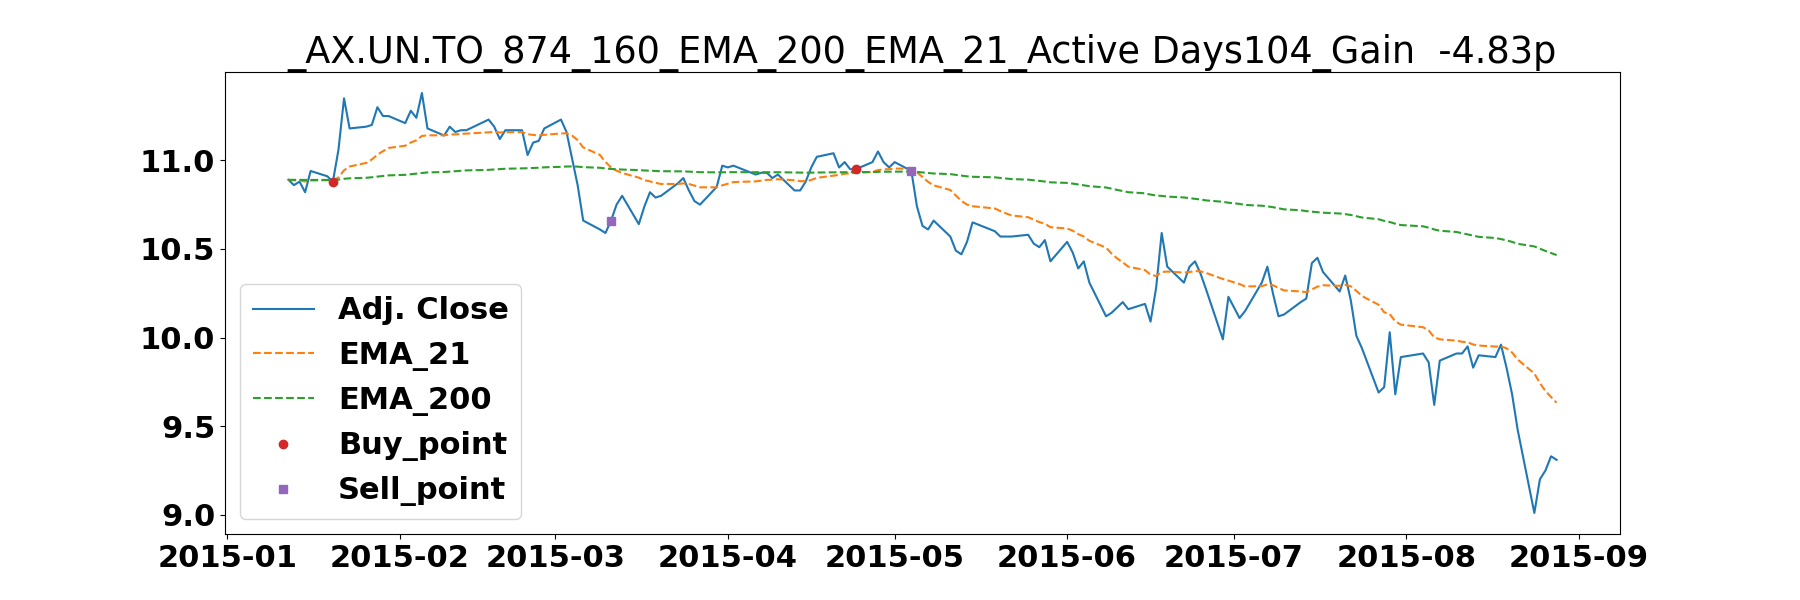 _AX.UN.TO_874_160_EMA_200_EMA_21_Active Days104_Gain  -4.83p
11.0
10.5
10.0
9.5
9.0
Adj. Close
EMA_21
EMA_200
Buy_point
Sell_point
2015-01 2015-02 2015-03 2015-04 2015-05 2015-06 2015-07 2015-08 2015-09